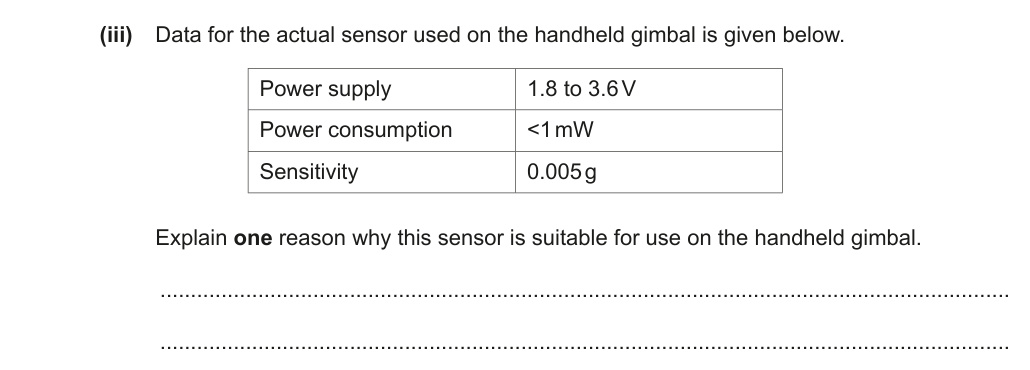 (iii) Data for the actual sensor used on the handheld gimbal is given below.
Power supply 1.8 to 3.6 V
Power consumption <1 mW
Sensitivity 0.005 g
Explain one reason why this sensor is suitable for use on the handheld gimbal.